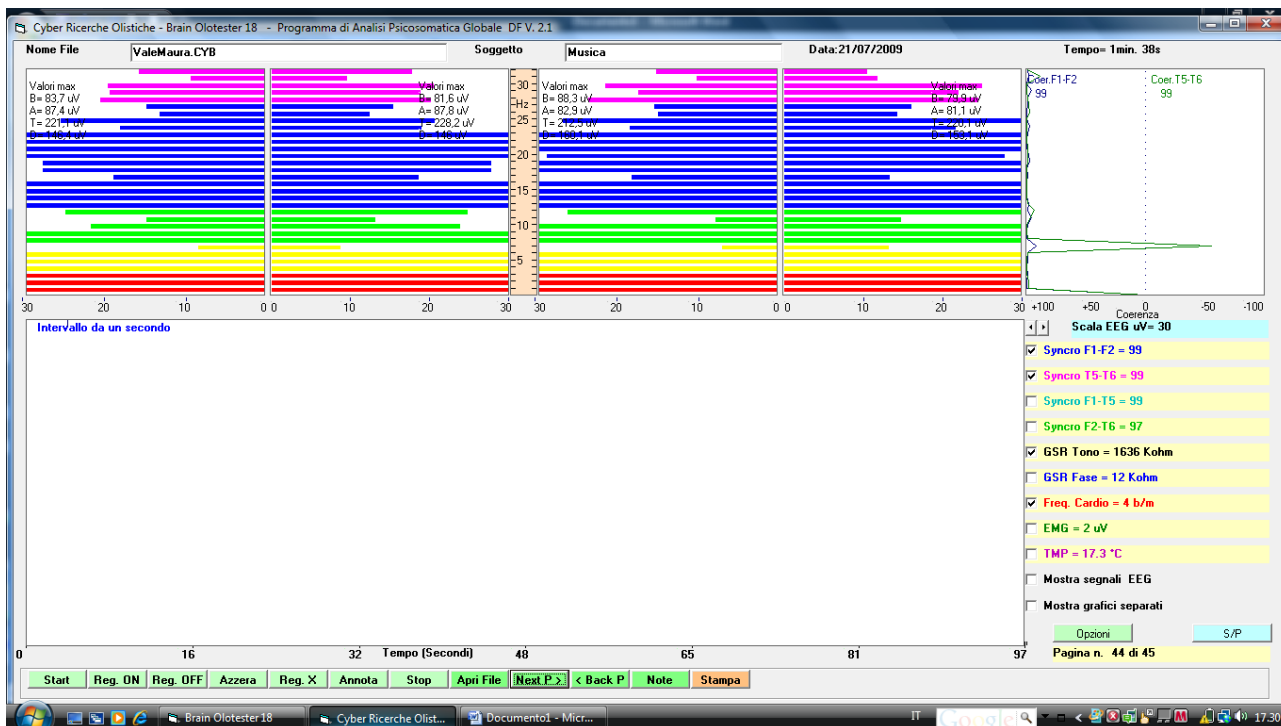 Cyber Ricerche Olistiche - Brain Olotester 18 - Programma di Analisi Psicosomatica Globale DF V. 2.1
Nome File ValeMaura.CYB Soggetto Musica Data:21/07/2009 Tempo= 1min. 38s
Valori max
B= 83,7 uV
A= 87,4 uV
T= 221,1 uV
Valori max
B= 81,6 uV
A= 87,8 uV
T= 228,2 uV
30
Hz
25
20
15
10
5
Valori max
B= 88,3 uV
A= 82,9 uV
T= 212,5 uV
Valori max
B= 79,9 uV
A= 81,1 uV
Coer.F1-F2
99
Coer.T5-T6
99
30 20 10 0 0 10 20 30 30 20 10 0 0 10 20 30 +100 +50 0 -50 -100
Coerenza
Intervallo da un secondo
Scala EEG uV= 30
Syncro F1-F2 = 99
Syncro T5-T6 = 99
Syncro F1-T5 = 99
Syncro F2-T6 = 97
GSR Tono = 1636 Kohm
GSR Fase = 12 Kohm
Freq. Cardio = 4 b/m
EMG = 2 uV
TMP = 17.3 °C
Mostra segnali EEG
Mostra grafici separati
Opzioni S/P
0 16 32 Tempo (Secondi) 48 65 81 97
Pagina n. 44 di 45
Start Reg. ON Reg. OFF Azzera Reg. X Annota Stop Apri File Next P > < Back P Note Stampa
Brain Olotester 18 Cyber Ricerche Olist... Documento1 - Micr... IT Google 17.30